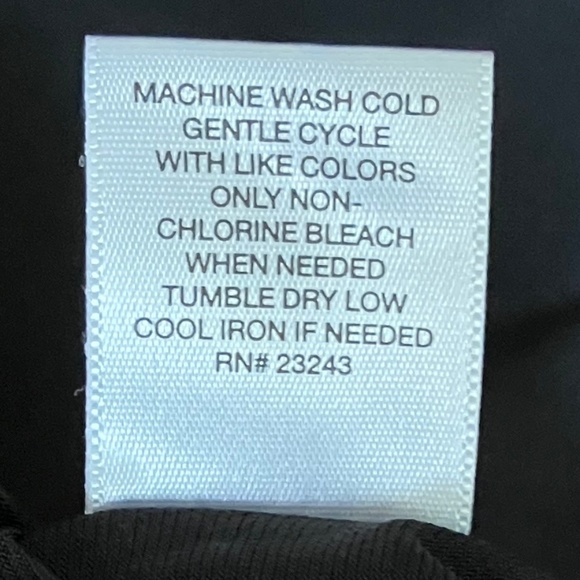 MACHINE WASH COLD
GENTLE CYCLE
WITH LIKE COLORS
ONLY NON-
CHLORINE BLEACH
WHEN NEEDED
TUMBLE DRY LOW
COOL IRON IF NEEDED
RN# 23243